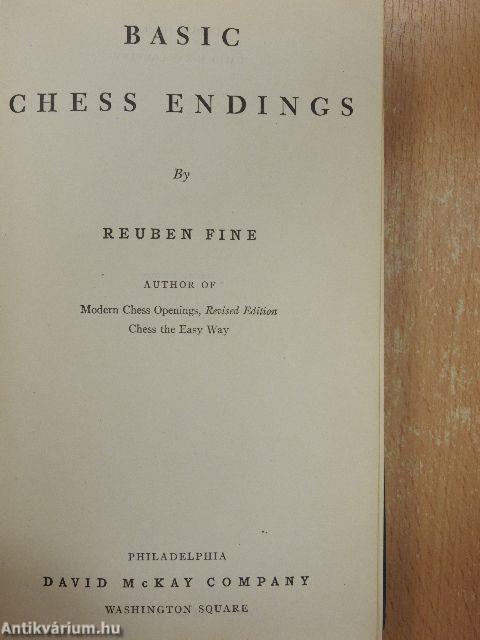 BASIC
CHESS ENDINGS
By
REUBEN FINE
AUTHOR OF
Modern Chess Openings, Revised Edition
Chess the Easy Way
PHILADELPHIA
DAVID McKAY COMPANY
WASHINGTON SQUARE
Antikvárium.hu